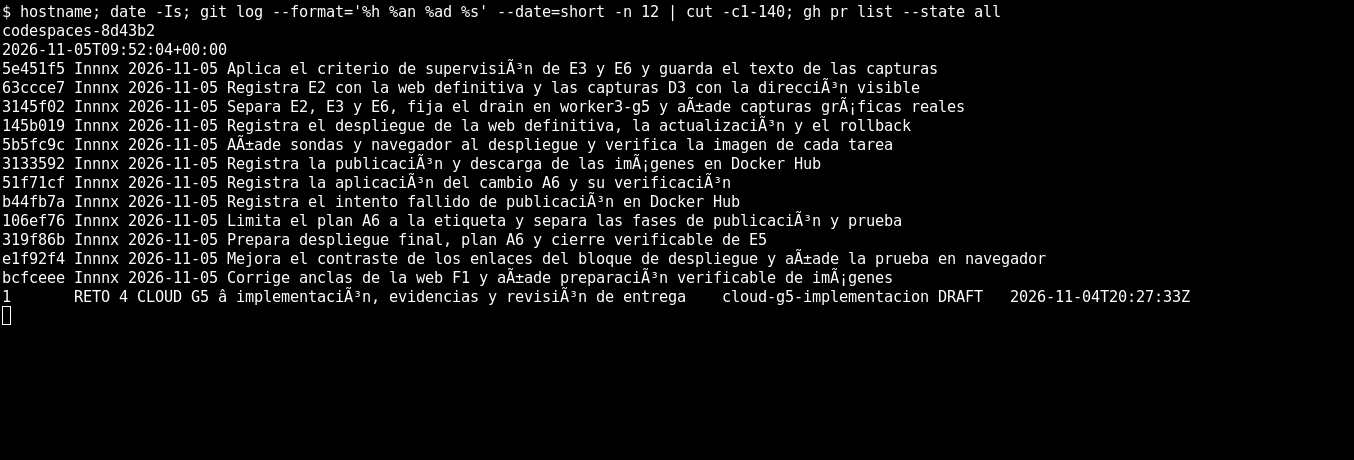 $ hostname; date -Is; git log --format='%h %an %ad %s' --date=short -n 12 | cut -c1-140; gh pr list --state all
codespaces-8d43b2
2026-11-05T09:52:04+00:00
5e451f5 Innnx 2026-11-05 Aplica el criterio de supervisiÃ³n de E3 y E6 y guarda el texto de las capturas
63ccce7 Innnx 2026-11-05 Registra E2 con la web definitiva y las capturas D3 con la direcciÃ³n visible
3145f02 Innnx 2026-11-05 Separa E2, E3 y E6, fija el drain en worker3-g5 y aÃ±ade capturas grÃ¡ficas reales
145b019 Innnx 2026-11-05 Registra el despliegue de la web definitiva, la actualizaciÃ³n y el rollback
5b5fc9c Innnx 2026-11-05 AÃ±ade sondas y navegador al despliegue y verifica la imagen de cada tarea
3133592 Innnx 2026-11-05 Registra la publicaciÃ³n y descarga de las imÃ¡genes en Docker Hub
51f71cf Innnx 2026-11-05 Registra la aplicaciÃ³n del cambio A6 y su verificaciÃ³n
b44fb7a Innnx 2026-11-05 Registra el intento fallido de publicaciÃ³n en Docker Hub
106ef76 Innnx 2026-11-05 Limita el plan A6 a la etiqueta y separa las fases de publicaciÃ³n y prueba
319f86b Innnx 2026-11-05 Prepara despliegue final, plan A6 y cierre verificable de E5
e1f92f4 Innnx 2026-11-05 Mejora el contraste de los enlaces del bloque de despliegue y aÃ±ade la prueba en navegador
bcfceee Innnx 2026-11-05 Corrige anclas de la web F1 y aÃ±ade preparaciÃ³n verificable de imÃ¡genes
1       RETO 4 CLOUD G5 â implementaciÃ³n, evidencias y revisiÃ³n de entrega    cloud-g5-implementacion DRAFT   2026-11-04T20:27:33Z